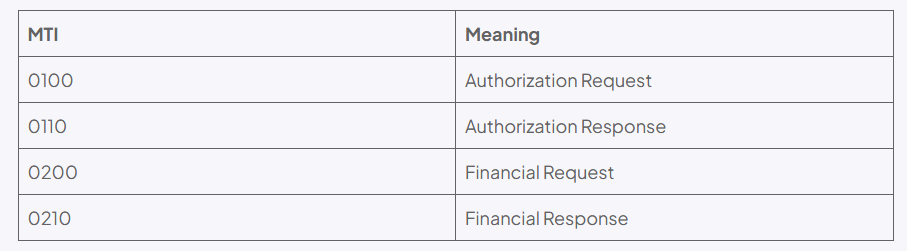 MTI Meaning
0100 Authorization Request
0110 Authorization Response
0200 Financial Request
0210 Financial Response